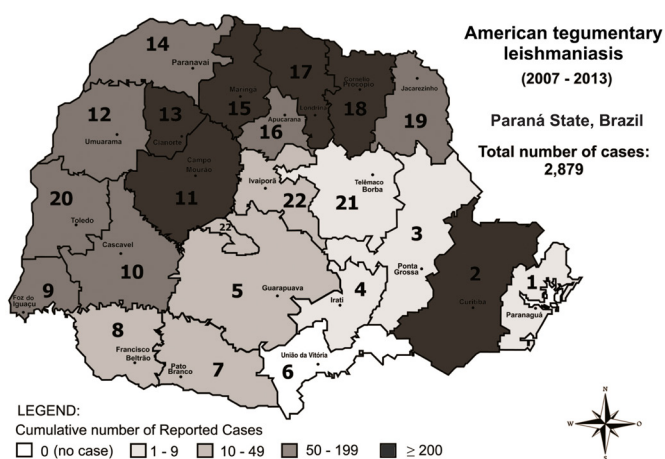 American tegumentary
leishmaniasis
(2007 - 2013)
Paraná State, Brazil
Total number of cases:
2,879
14
Paranavaí
17
Maringá
15
Cornélio
Procópio
18
Jacarezinho
19
12
Umuarama
13
Cianorte
Apucarana
16
Londrina
Campo
Mourão
11
Ivaiporã
22
Telêmaco
Borba
21
20
Toledo
22
3
Cascavel
10
Ponta
Grossa
2
Curitiba
1
Paranaguá
9
Foz do
Iguaçu
5
Guarapuava
4
Irati
8
Francisco
Beltrão
7
Pato
Branco
União da Vitória
6
N
W
O
S
LEGEND:
Cumulative number of Reported Cases
0 (no case)
1 - 9
10 - 49
50 - 199
≥ 200